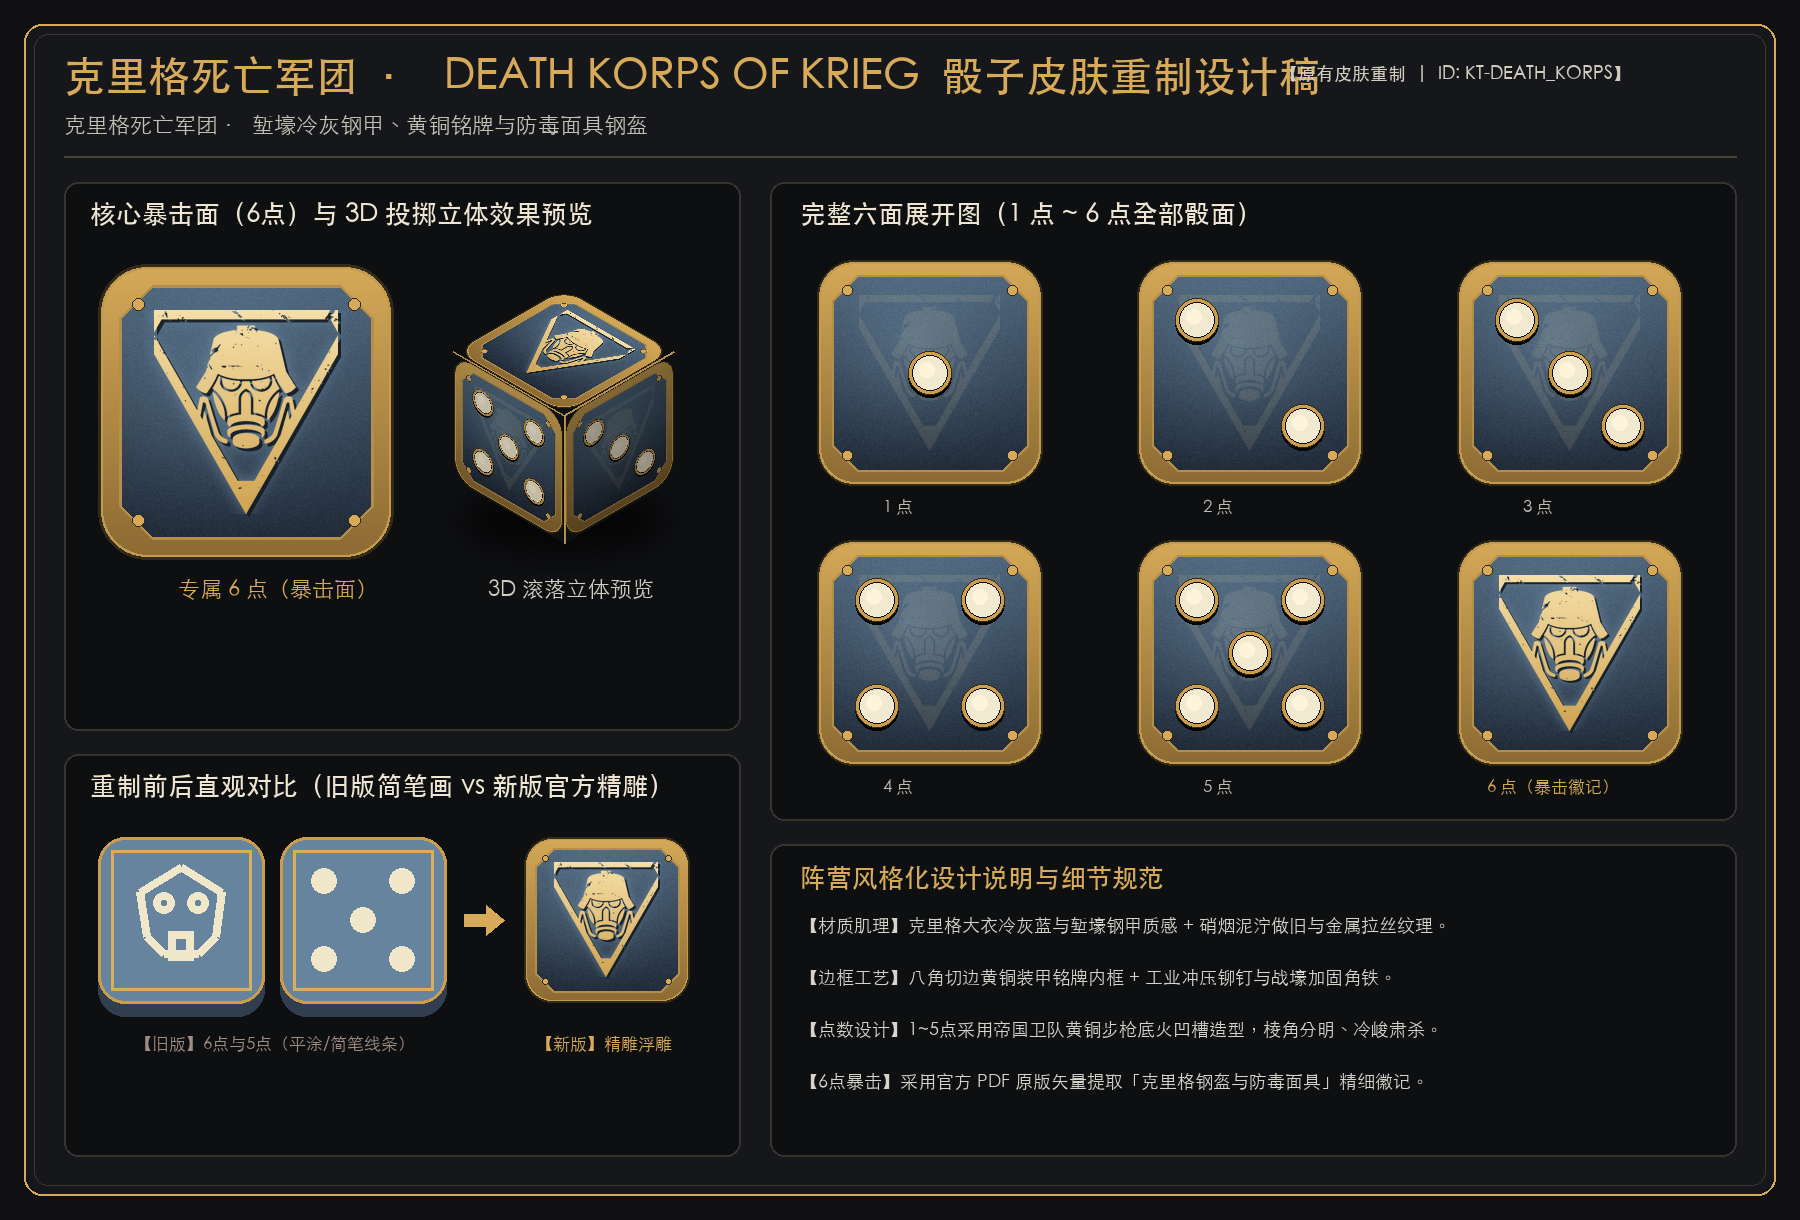 克里格死亡军团 · DEATH KORPS OF KRIEG 骰子皮肤重制设计稿
有皮肤重制 | ID: KT-DEATH_KORPS】
克里格死亡军团 · 堑壕冷灰钢甲、黄铜铭牌与防毒面具钢盔
核心暴击面（6点）与 3D 投掷立体效果预览
专属 6 点（暴击面）
3D 滚落立体预览
完整六面展开图（1 点 ~ 6 点全部骰面）
1 点
2 点
3 点
4 点
5 点
6 点（暴击徽记）
重制前后直观对比（旧版简笔画 vs 新版官方精雕）
【旧版】6点与5点（平涂/简笔线条）
【新版】精雕浮雕
阵营风格化设计说明与细节规范
【材质肌理】克里格大衣冷灰蓝与堑壕钢甲质感 + 硝烟泥泞做旧与金属拉丝纹理。
【边框工艺】八角切边黄铜装甲铭牌内框 + 工业冲压铆钉与战壕加固角铁。
【点数设计】1~5点采用帝国卫队黄铜步枪底火凹槽造型，棱角分明、冷峻肃杀。
【6点暴击】采用官方 PDF 原版矢量提取「克里格钢盔与防毒面具」精细徽记。